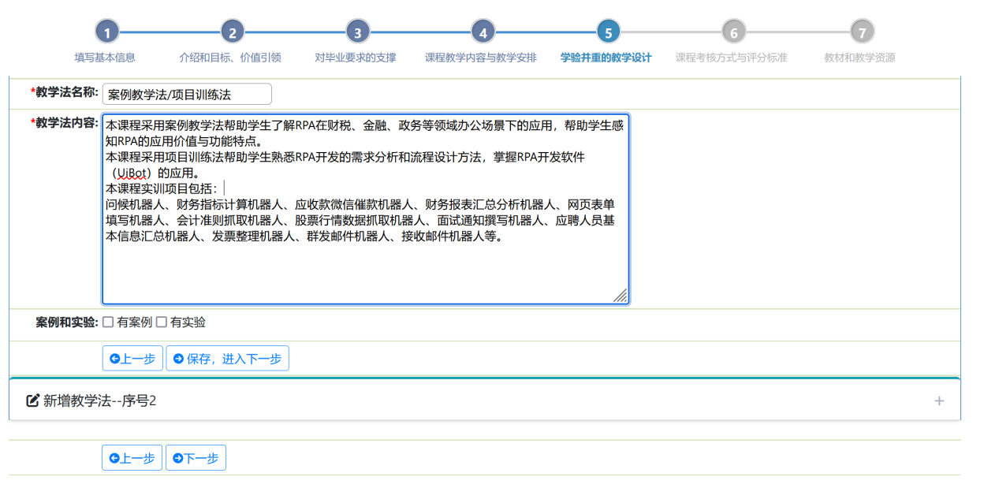 1 2 3 4 5 6 7
填写基本信息 介绍和目标、价值引领 对毕业要求的支撑 课程教学内容与教学安排 学验并重的教学设计 课程考核方式与评分标准 教材和教学资源
*教学法名称: 案例教学法/项目训练法
*教学法内容: 本课程采用案例教学法帮助学生了解RPA在财税、金融、政务等领域办公场景下的应用，帮助学生感
知RPA的应用价值与功能特点。
本课程采用项目训练法帮助学生熟悉RPA开发的需求分析和流程设计方法，掌握RPA开发软件
（UiBot）的应用。
本课程实训项目包括：
问候机器人、财务指标计算机器人、应收款微信催款机器人、财务报表汇总分析机器人、网页表单
填写机器人、会计准则抓取机器人、股票行情数据抓取机器人、面试通知撰写机器人、应聘人员基
本信息汇总机器人、发票整理机器人、群发邮件机器人、接收邮件机器人等。
案例和实验: 有案例 有实验
上一步 保存，进入下一步
新增教学法--序号2 +
上一步 下一步